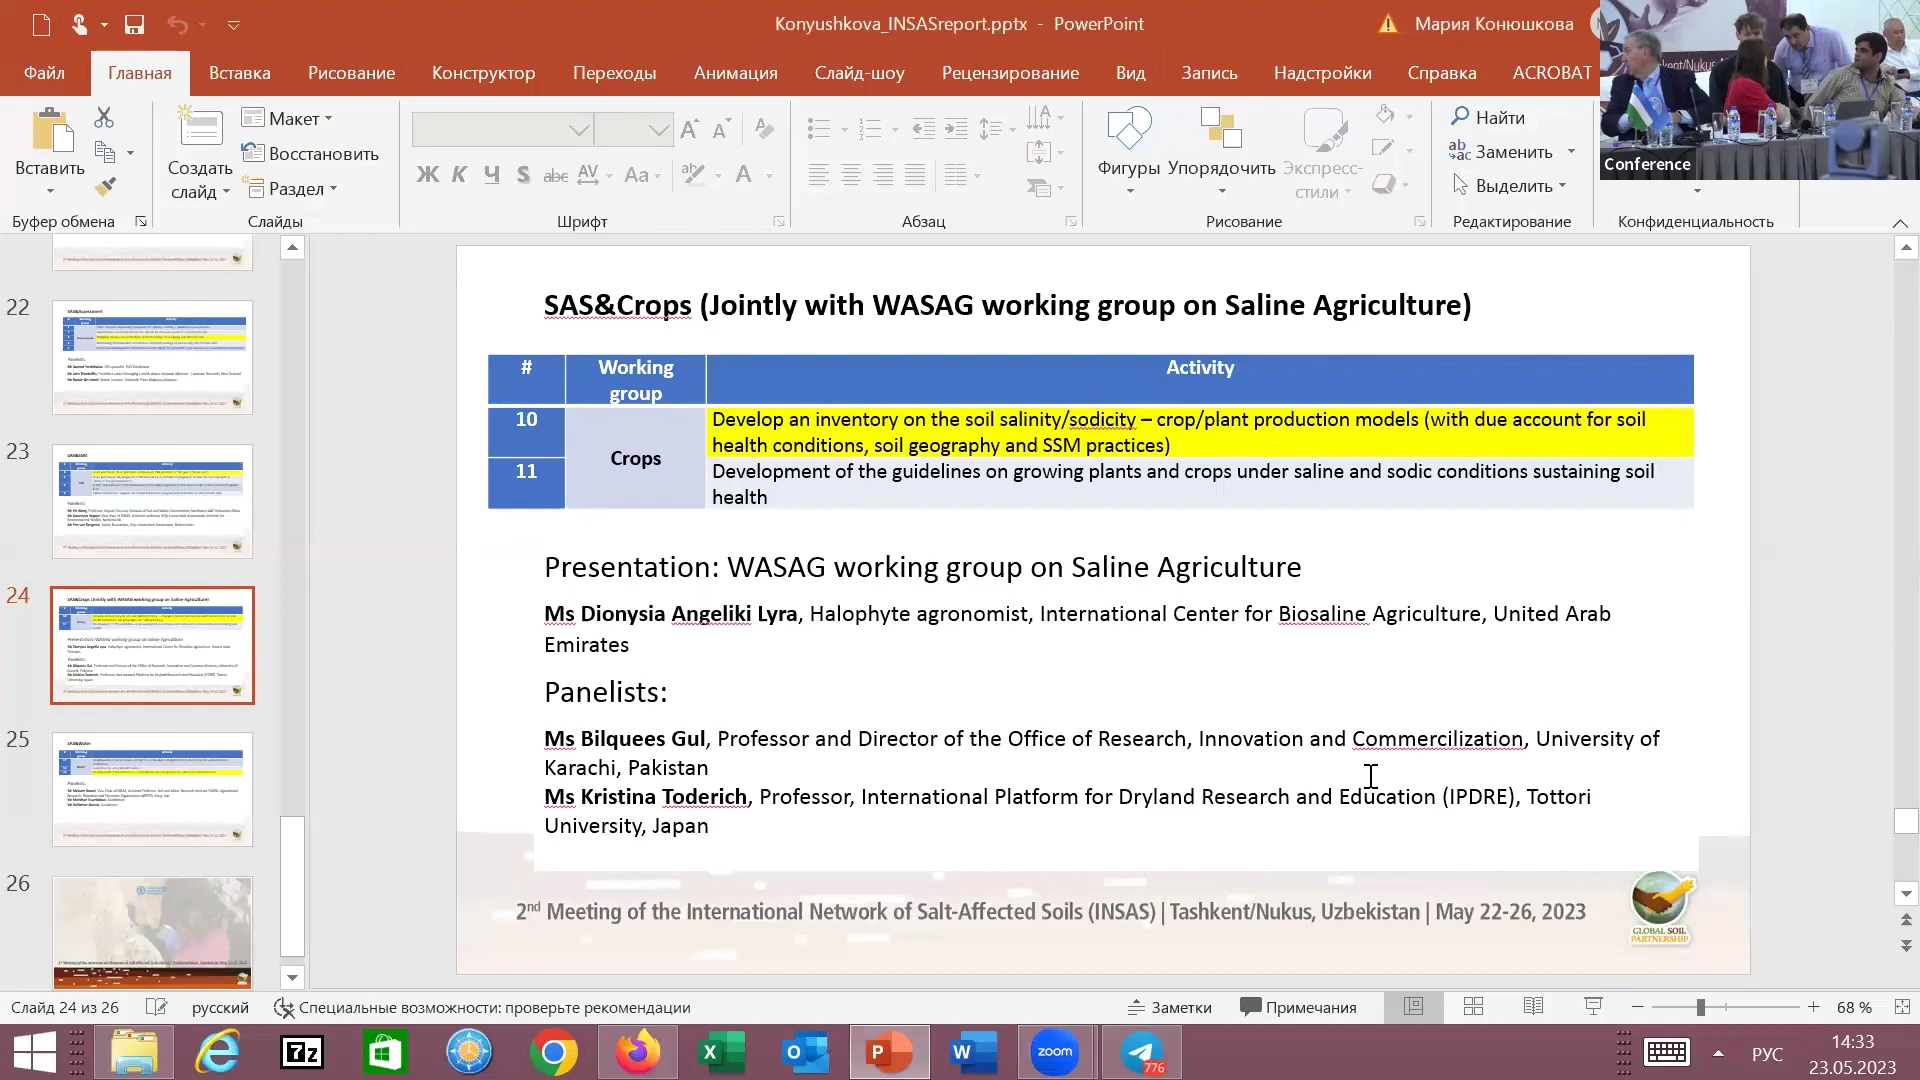 Konyushkova_INSASreport.pptx - PowerPoint
Мария Конюшкова
Файл Главная Вставка Рисование Конструктор Переходы Анимация Слайд-шоу Рецензирование Вид Запись Надстройки Справка ACROBAT
Conference
Вставить
Буфер обмена
Создать слайд
Макет
Восстановить
Раздел
Слайды
Ж К Ч S abc AV Aa А
Шрифт
Абзац
Фигуры Упорядочить Экспресс-стили
Рисование
Найти
Заменить
Выделить
Редактирование
Конфиденциальность
22
SAS&Assessment
23
24
25
SAS&Water
26
SAS&Crops (Jointly with WASAG working group on Saline Agriculture)
# Working group Activity
10 Crops Develop an inventory on the soil salinity/sodicity – crop/plant production models (with due account for soil
health conditions, soil geography and SSM practices)
11 Development of the guidelines on growing plants and crops under saline and sodic conditions sustaining soil
health
Presentation: WASAG working group on Saline Agriculture
Ms Dionysia Angeliki Lyra, Halophyte agronomist, International Center for Biosaline Agriculture, United Arab
Emirates
Panelists:
Ms Bilquees Gul, Professor and Director of the Office of Research, Innovation and Commercilization, University of
Karachi, Pakistan
Ms Kristina Toderich, Professor, International Platform for Dryland Research and Education (IPDRE), Tottori
University, Japan
2nd Meeting of the International Network of Salt-Affected Soils (INSAS) | Tashkent/Nukus, Uzbekistan | May 22-26, 2023
GLOBAL SOIL
PARTNERSHIP
Слайд 24 из 26 русский Специальные возможности: проверьте рекомендации Заметки Примечания 68 %
7z zoom 776 РУС
14:33
23.05.2023